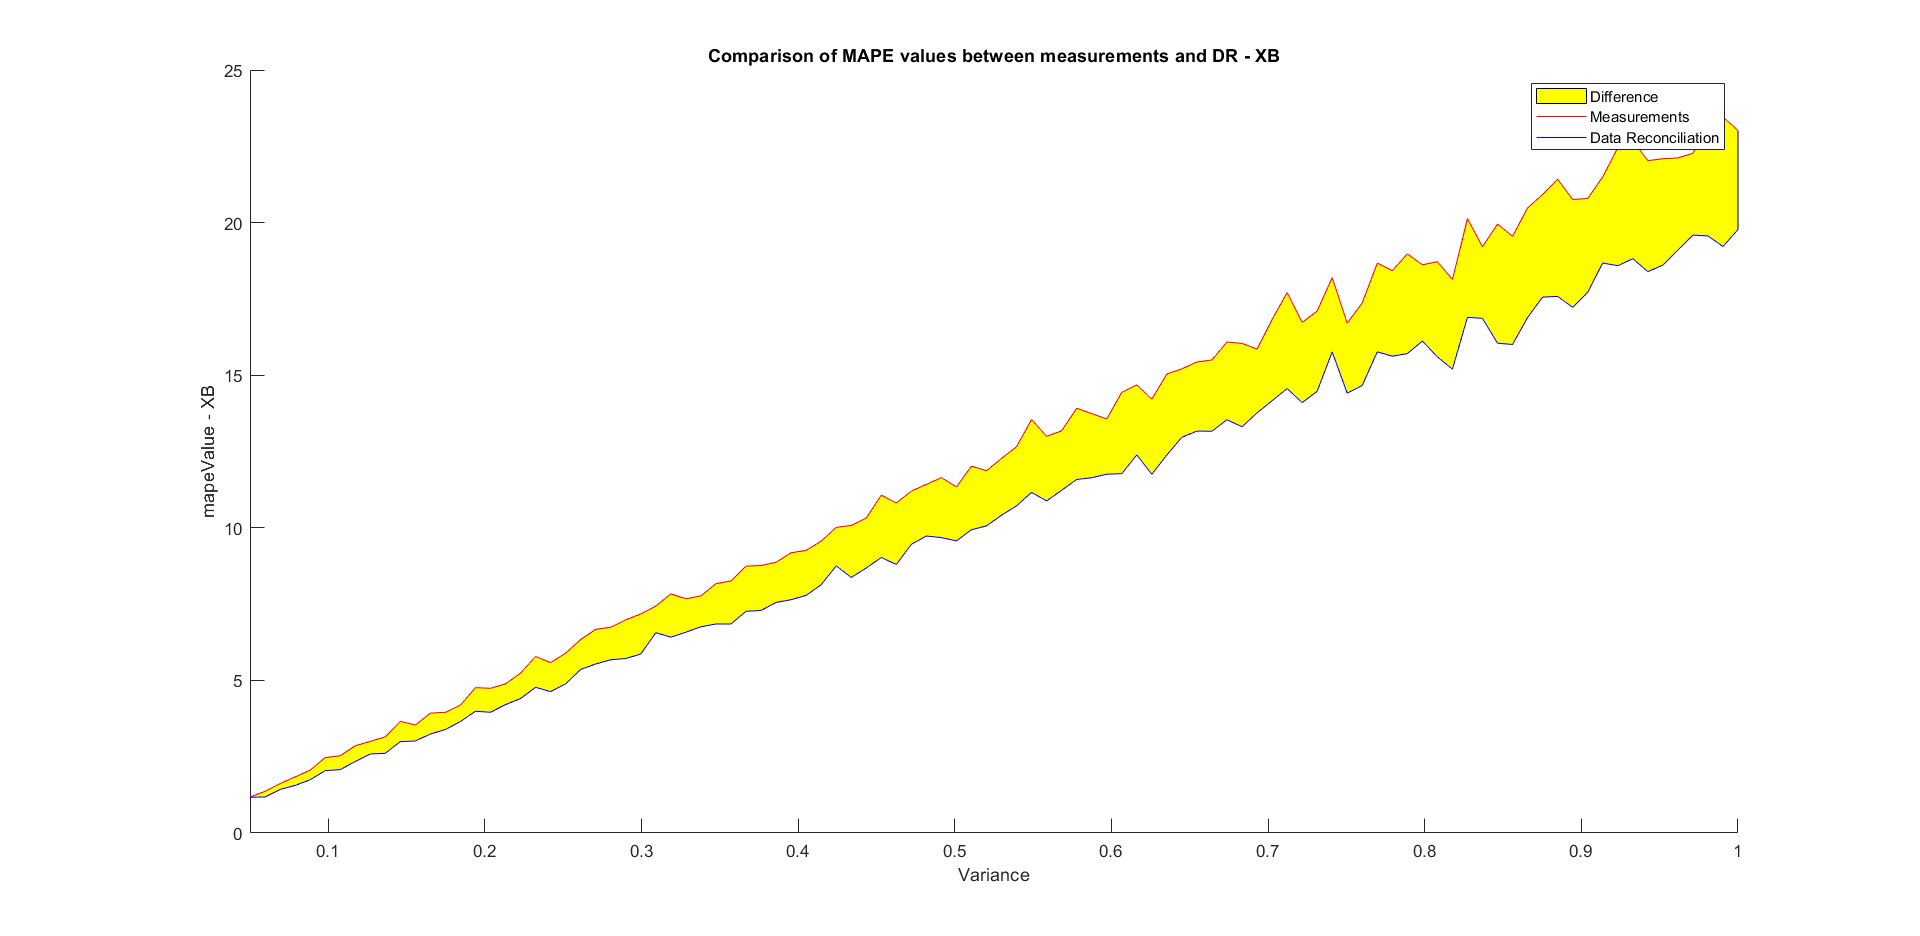 Comparison of MAPE values between measurements and DR - XB
25
20
15
10
5
0
mapeValue - XB
Difference
Measurements
Data Reconciliation
0.1 0.2 0.3 0.4 0.5 0.6 0.7 0.8 0.9 1
Variance